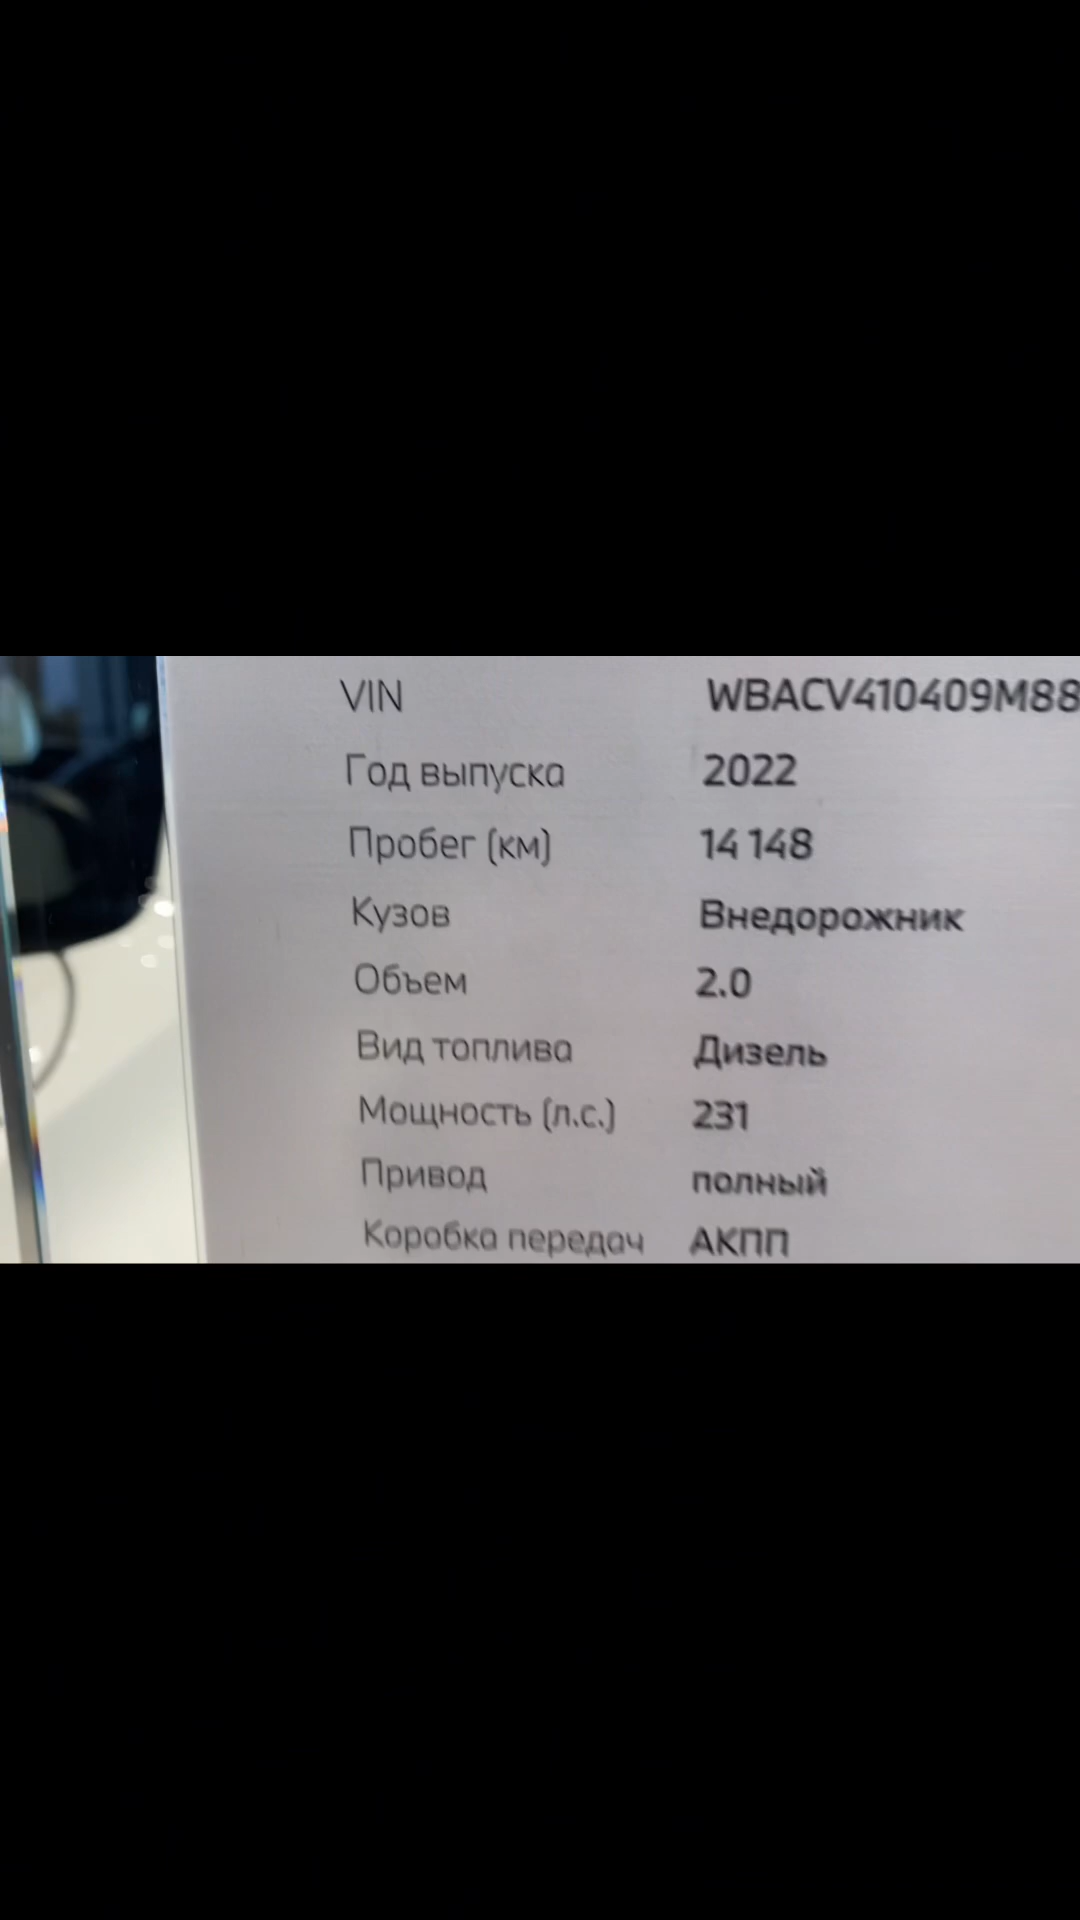 VIN WBACV410409M88
Год выпуска 2022
Пробег (км) 14 148
Кузов Внедорожник
Объем 2.0
Вид топлива Дизель
Мощность (л.с.) 231
Привод полный
Коробка передач АКПП